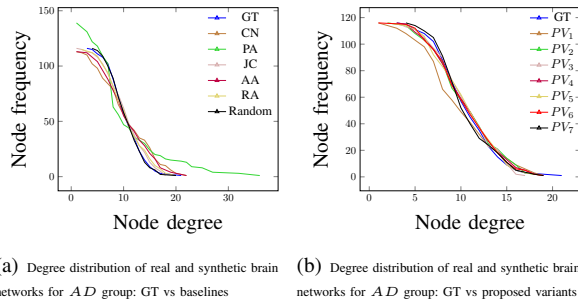 Node frequency
150
100
50
0
0
10
20
30
Node degree
GT
CN
PA
JC
AA
RA
Random
(a) Degree distribution of real and synthetic brain
networks for AD group: GT vs baselines
Node frequency
120
100
80
60
40
20
0
0
5
10
15
20
Node degree
GT
PV1
PV2
PV3
PV4
PV5
PV6
PV7
(b) Degree distribution of real and synthetic brain
networks for AD group: GT vs proposed variants